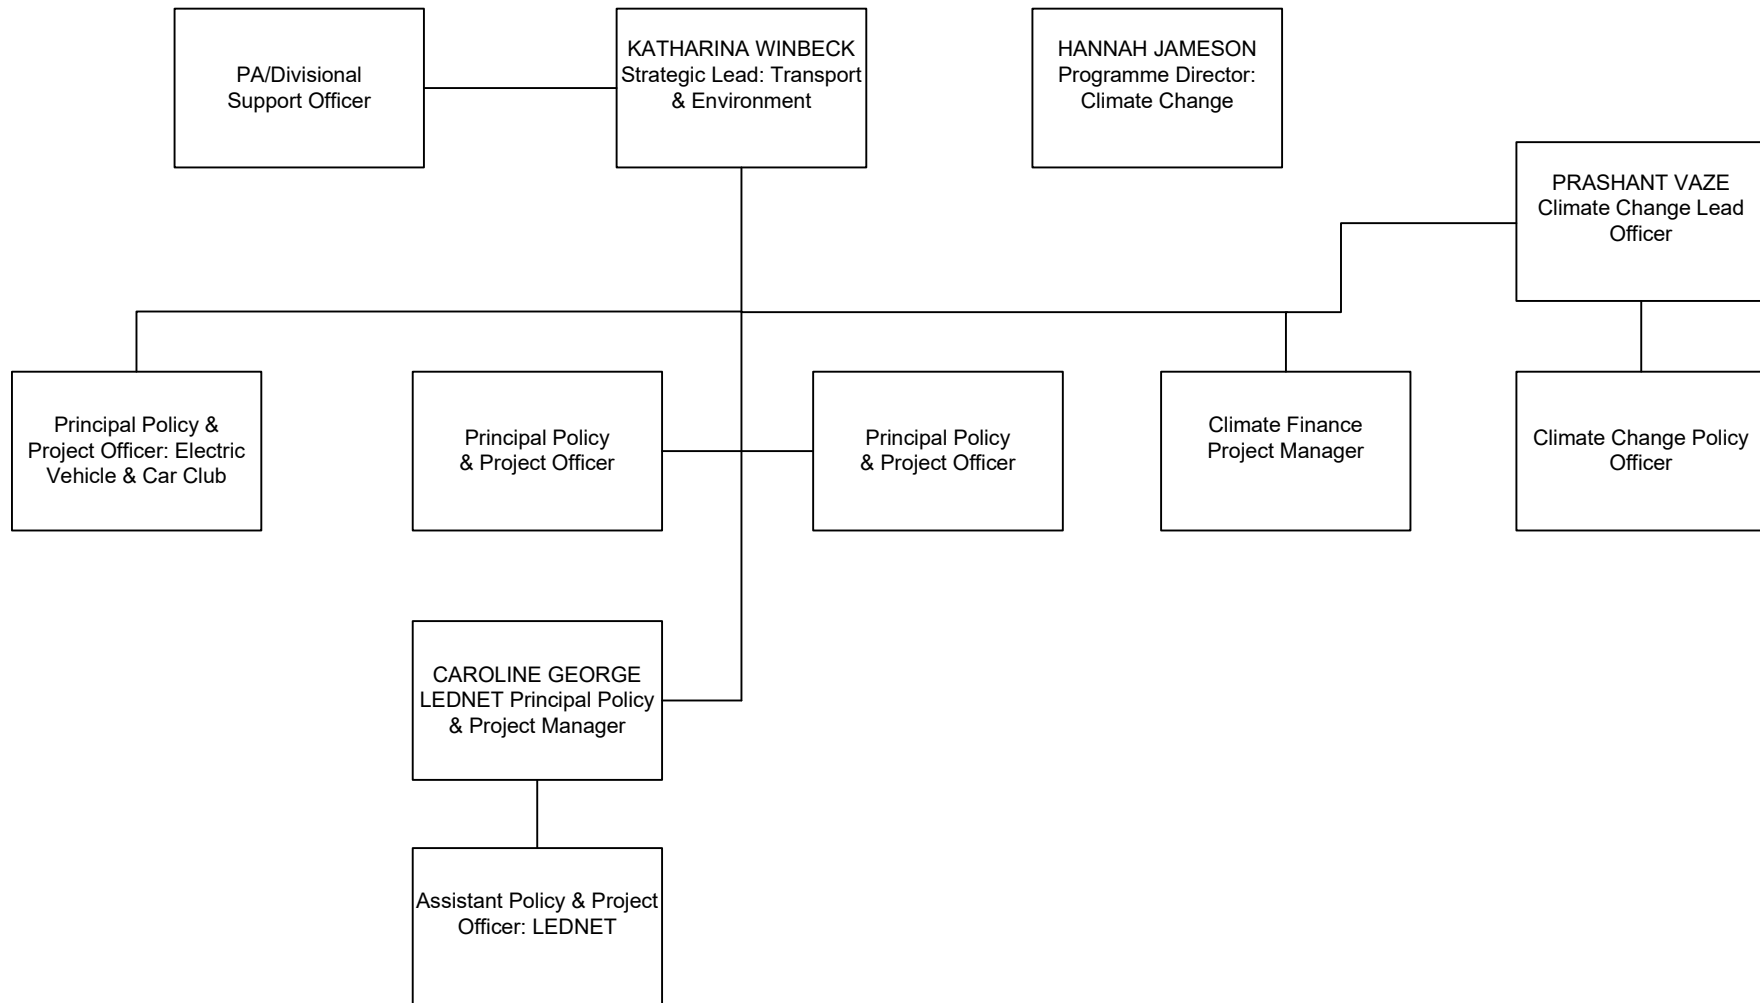 PA/Divisional
Support Officer
KATHARINA WINBECK
Strategic Lead: Transport
& Environment
HANNAH JAMESON
Programme Director:
Climate Change
PRASHANT VAZE
Climate Change Lead
Officer
Principal Policy &
Project Officer: Electric
Vehicle & Car Club
Principal Policy
& Project Officer
Principal Policy
& Project Officer
Climate Finance
Project Manager
Climate Change Policy
Officer
CAROLINE GEORGE
LEDNET Principal Policy
& Project Manager
Assistant Policy & Project
Officer: LEDNET